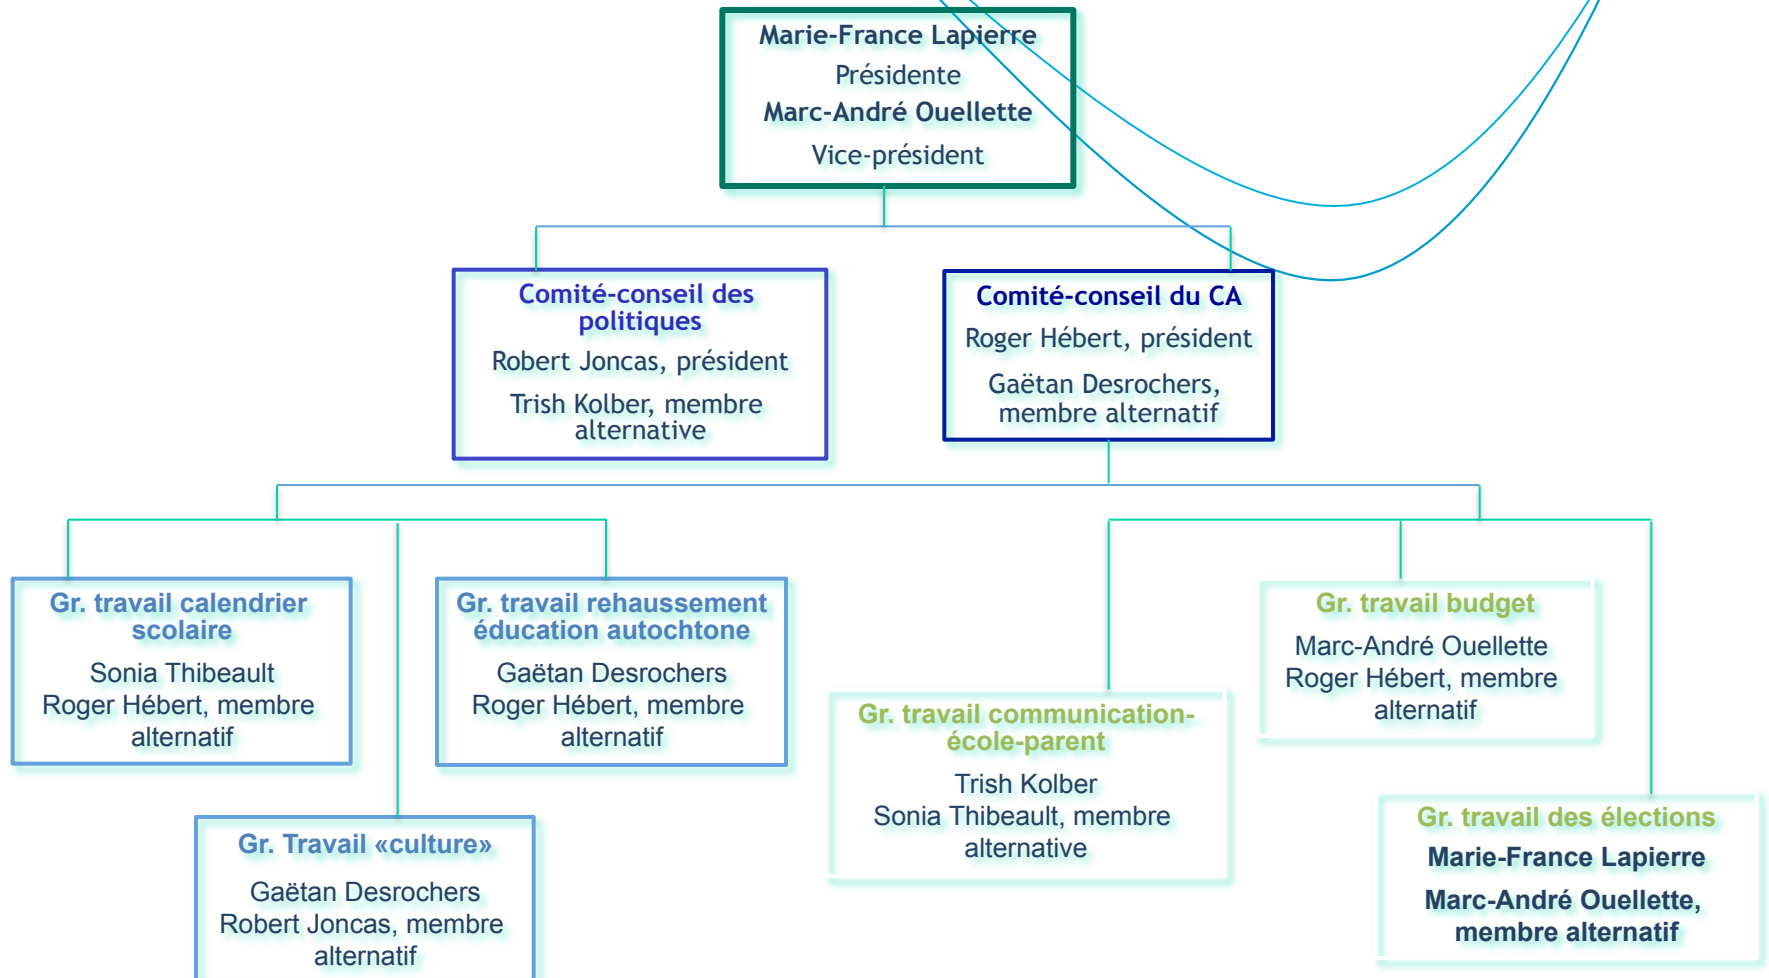 Marie-France Lapierre
Présidente
Marc-André Ouellette
Vice-président
Comité-conseil des
politiques
Robert Joncas, président
Trish Kolber, membre
alternative
Comité-conseil du CA
Roger Hébert, président
Gaëtan Desrochers,
membre alternatif
Gr. travail calendrier
scolaire
Sonia Thibeault
Roger Hébert, membre
alternatif
Gr. travail rehaussement
éducation autochtone
Gaëtan Desrochers
Roger Hébert, membre
alternatif
Gr. Travail «culture»
Gaëtan Desrochers
Robert Joncas, membre
alternatif
Gr. travail communication-
école-parent
Trish Kolber
Sonia Thibeault, membre
alternative
Gr. travail budget
Marc-André Ouellette
Roger Hébert, membre
alternatif
Gr. travail des élections
Marie-France Lapierre
Marc-André Ouellette,
membre alternatif